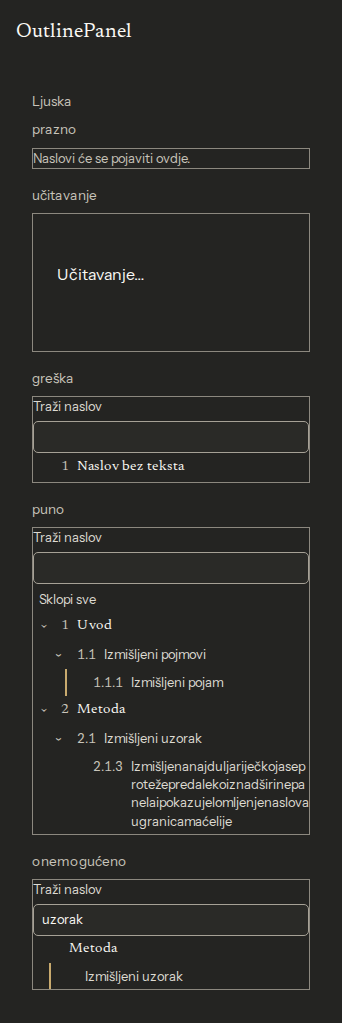 OutlinePanel
Ljuska
prazno
Naslovi će se pojaviti ovdje.
učitavanje
Učitavanje…
greška
Traži naslov
1 Naslov bez teksta
puno
Traži naslov
Sklopi sve
1 Uvod
1.1 Izmišljeni pojmovi
1.1.1 Izmišljeni pojam
2 Metoda
2.1 Izmišljeni uzorak
2.1.3 Izmišljenanajduljariječkojasep
rotežepredalekoiznadširinepa
nelaipokazujelomljenjenaslova
ugranicamaćelije
onemogućeno
Traži naslov
uzorak
Metoda
Izmišljeni uzorak